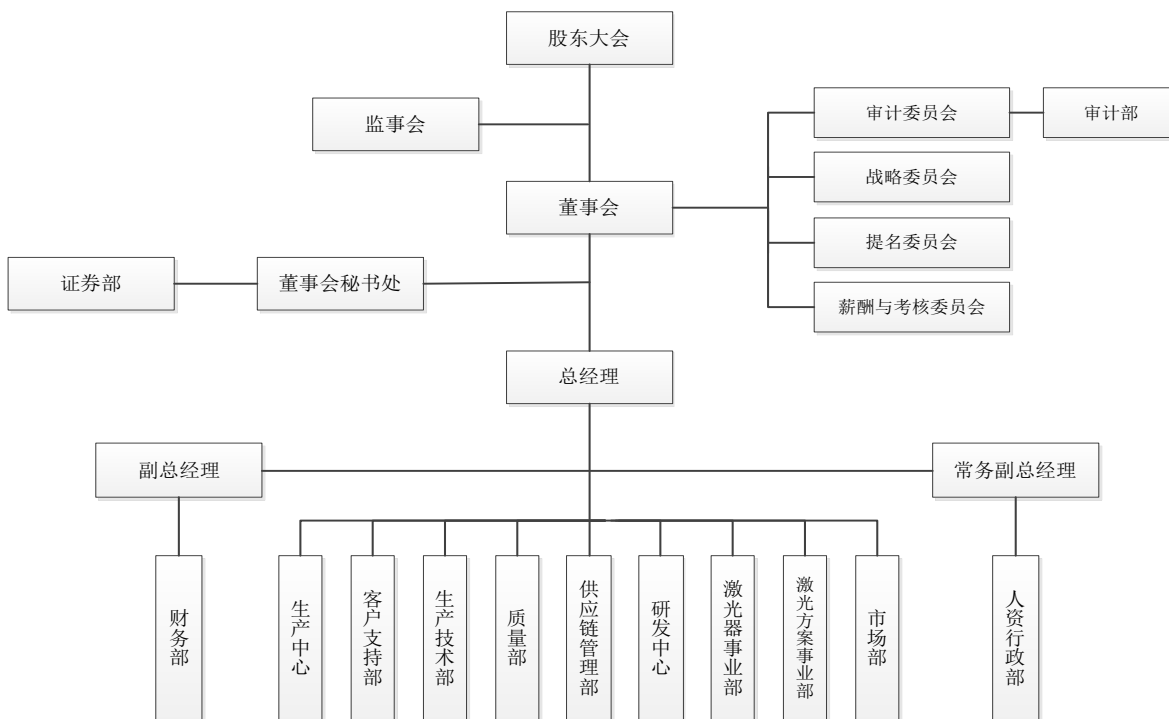 股东大会
监事会
审计委员会
审计部
战略委员会
董事会
提名委员会
证券部
董事会秘书处
薪酬与考核委员会
总经理
副总经理
常务副总经理
财务部
生产中心
客户支持部
生产技术部
质量部
供应链管理部
研发中心
激光器事业部
激光方案事业部
市场部
人资行政部